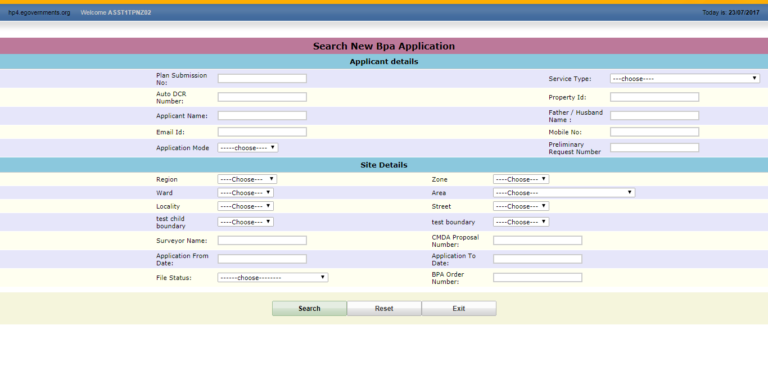 hp4.egovernments.org Welcome ASST1TPNZ02 Today is: 23/07/2017
Search New Bpa Application
Applicant details
Plan Submission No: Service Type: ---choose----
Auto DCR Number: Property Id:
Applicant Name: Father / Husband Name :
Email Id: Mobile No:
Application Mode -----choose---- Preliminary Request Number
Site Details
Region ----Choose--- Zone ----Choose---
Ward ----Choose--- Area ----Choose---
Locality ----Choose--- Street ----Choose---
test child boundary ----Choose--- test boundary ----Choose---
Surveyor Name: CMDA Proposal Number:
Application From Date: Application To Date:
File Status: ------choose-------- BPA Order Number:
Search Reset Exit